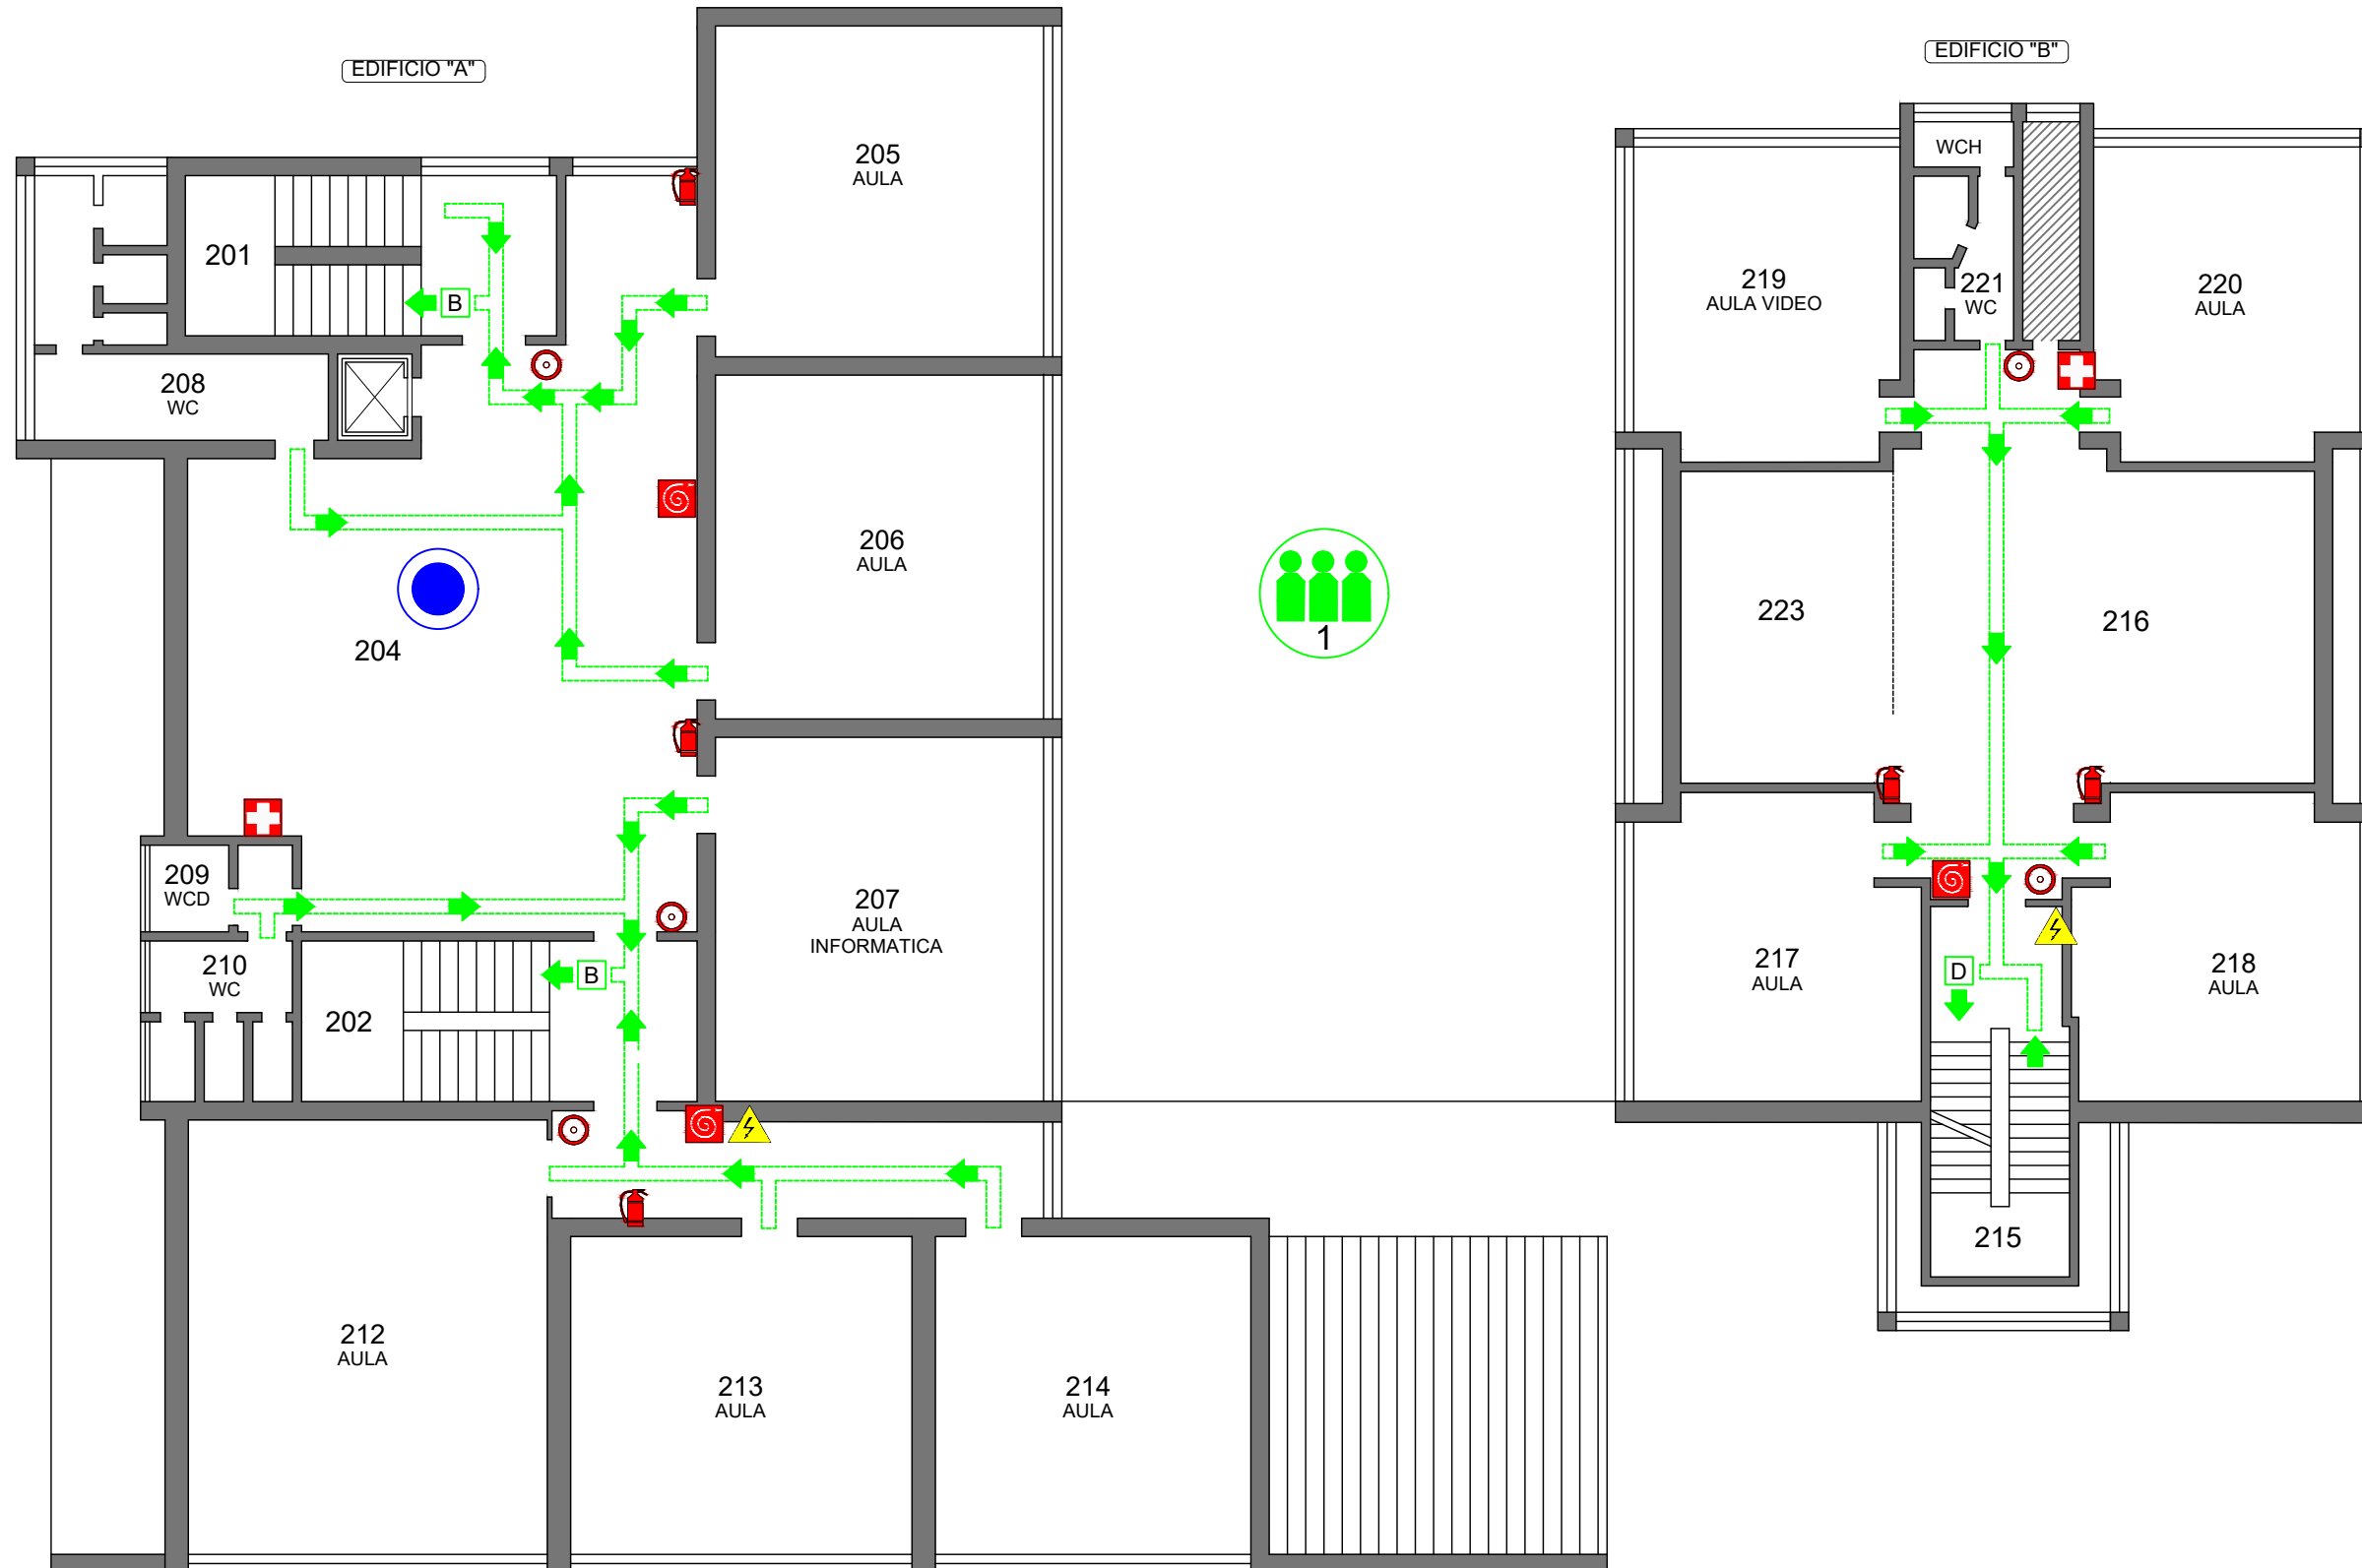 EDIFICIO "A"
EDIFICIO "B"
205
AULA
WCH
201
B
219
AULA VIDEO
221
WC
220
AULA
208
WC
206
AULA
204
1
223
216
209
WCD
207
AULA
INFORMATICA
210
WC
B
202
217
AULA
D
218
AULA
215
212
AULA
213
AULA
214
AULA